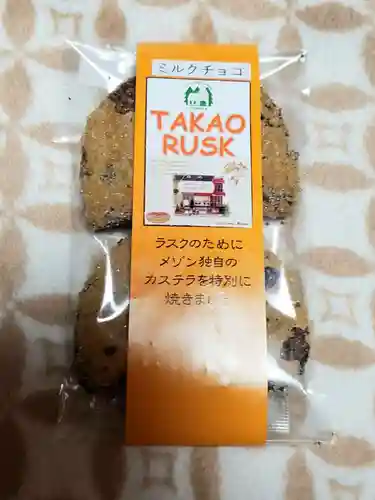 ミルクチョコ
TAKAO
RUSK
ラスクのために
メゾン独自の
カステラを特別に
焼きまし